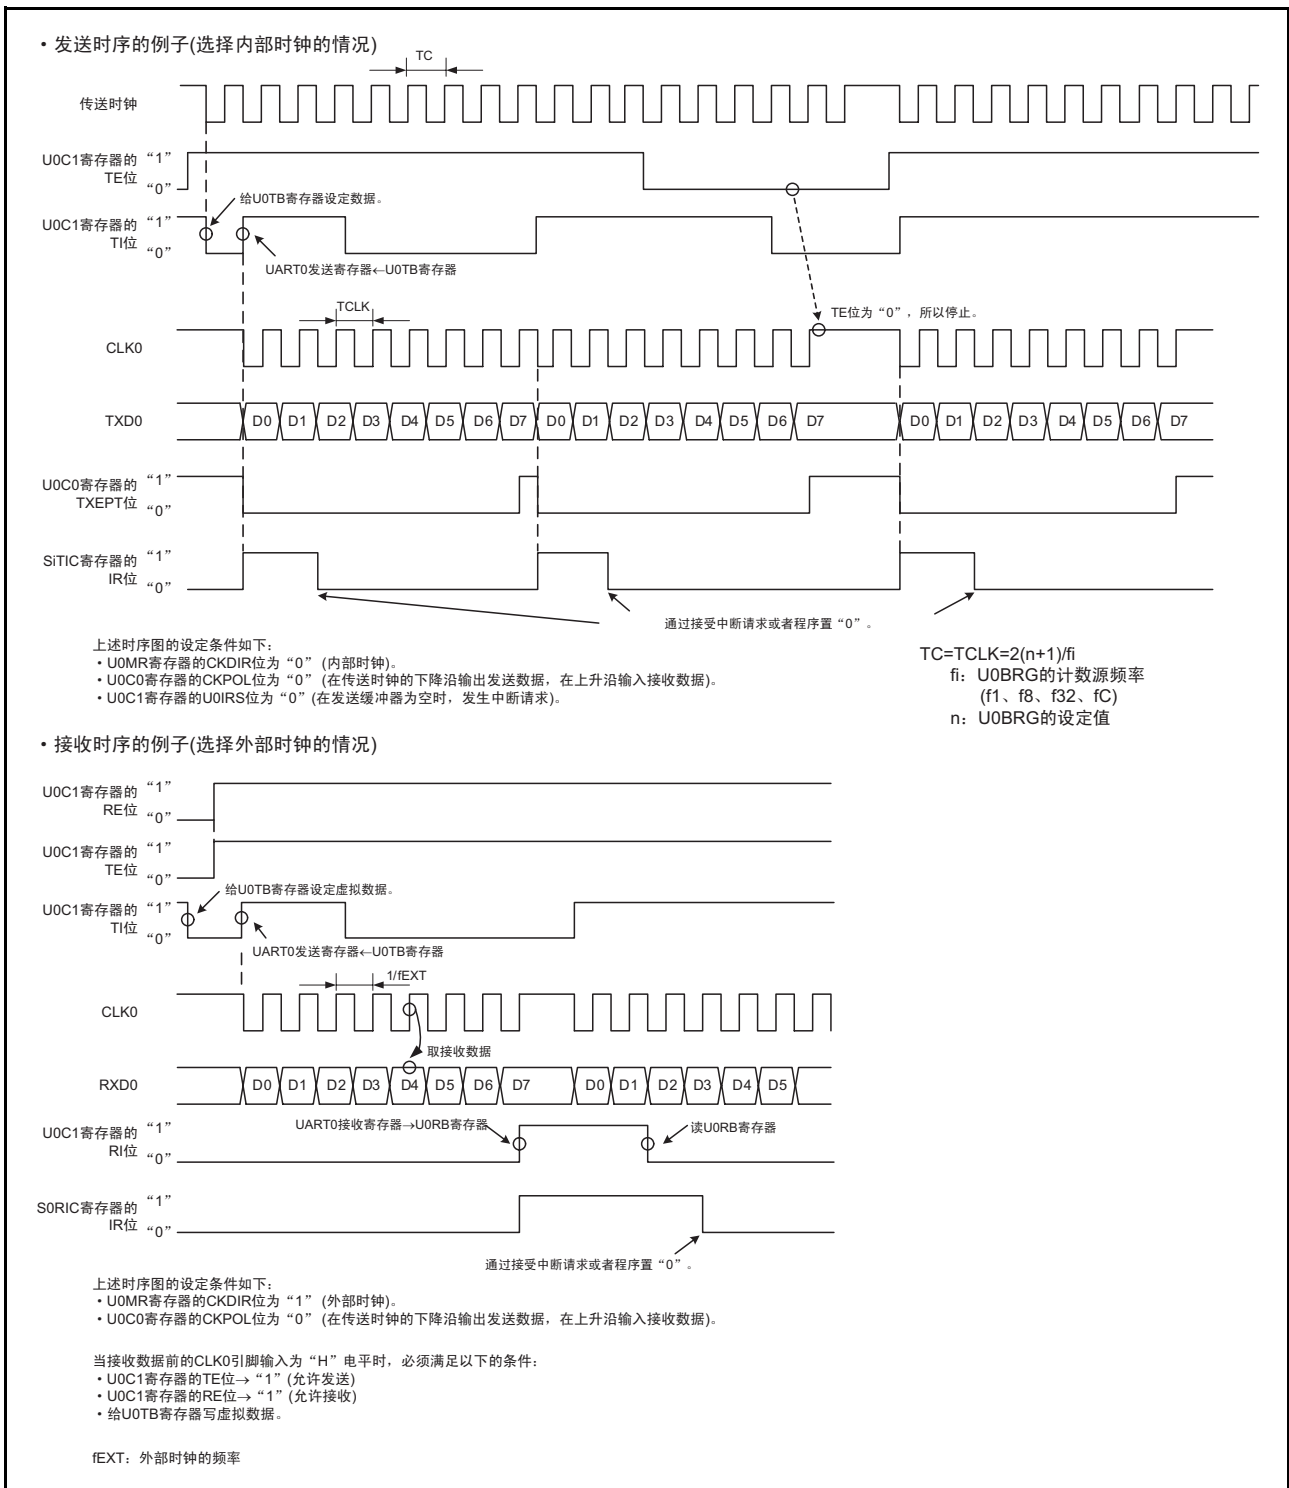 ・发送时序的例子(选择内部时钟的情况)
TC
传送时钟
U0C1寄存器的
TE位
“1”
“0”
给U0TB寄存器设定数据。
U0C1寄存器的
TI位
“1”
“0”
UART0发送寄存器←U0TB寄存器
TCLK
TE位为“0”，所以停止。
CLK0
TXD0
D0 D1 D2 D3 D4 D5 D6 D7 D0 D1 D2 D3 D4 D5 D6 D7 D0 D1 D2 D3 D4 D5 D6 D7
U0C0寄存器的
TXEPT位
“1”
“0”
SiTIC寄存器的
IR位
“1”
“0”
通过接受中断请求或者程序置“0”。
上述时序图的设定条件如下：
・U0MR寄存器的CKDIR位为“0” (内部时钟)。
・U0C0寄存器的CKPOL位为“0” (在传送时钟的下降沿输出发送数据，在上升沿输入接收数据)。
・U0C1寄存器的U0IRS位为“0”(在发送缓冲器为空时，发生中断请求)。
TC=TCLK=2(n+1)/fi
fi：U0BRG的计数源频率
(f1、f8、f32、fC)
n：U0BRG的设定值
・接收时序的例子(选择外部时钟的情况)
U0C1寄存器的
RE位
“1”
“0”
U0C1寄存器的
TE位
“1”
“0”
给U0TB寄存器设定虚拟数据。
U0C1寄存器的
TI位
“1”
“0”
UART0发送寄存器←U0TB寄存器
1/fEXT
CLK0
取接收数据
RXD0
D0 D1 D2 D3 D4 D5 D6 D7 D0 D1 D2 D3 D4 D5
UART0接收寄存器→U0RB寄存器
读U0RB寄存器
U0C1寄存器的
RI位
“1”
“0”
S0RIC寄存器的
IR位
“1”
“0”
通过接受中断请求或者程序置“0”。
上述时序图的设定条件如下：
・U0MR寄存器的CKDIR位为“1” (外部时钟)。
・U0C0寄存器的CKPOL位为“0” (在传送时钟的下降沿输出发送数据，在上升沿输入接收数据)。
当接收数据前的CLK0引脚输入为“H”电平时，必须满足以下的条件：
・U0C1寄存器的TE位→“1”(允许发送)
・U0C1寄存器的RE位→“1”(允许接收)
・给U0TB寄存器写虚拟数据。
fEXT：外部时钟的频率